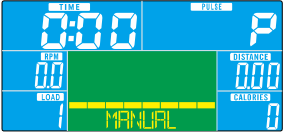 TIME
PULSE
0:00
P
RPM
DISTANCE
0.0
0.00
LOAD
CALORIES
1
0
MANUAL